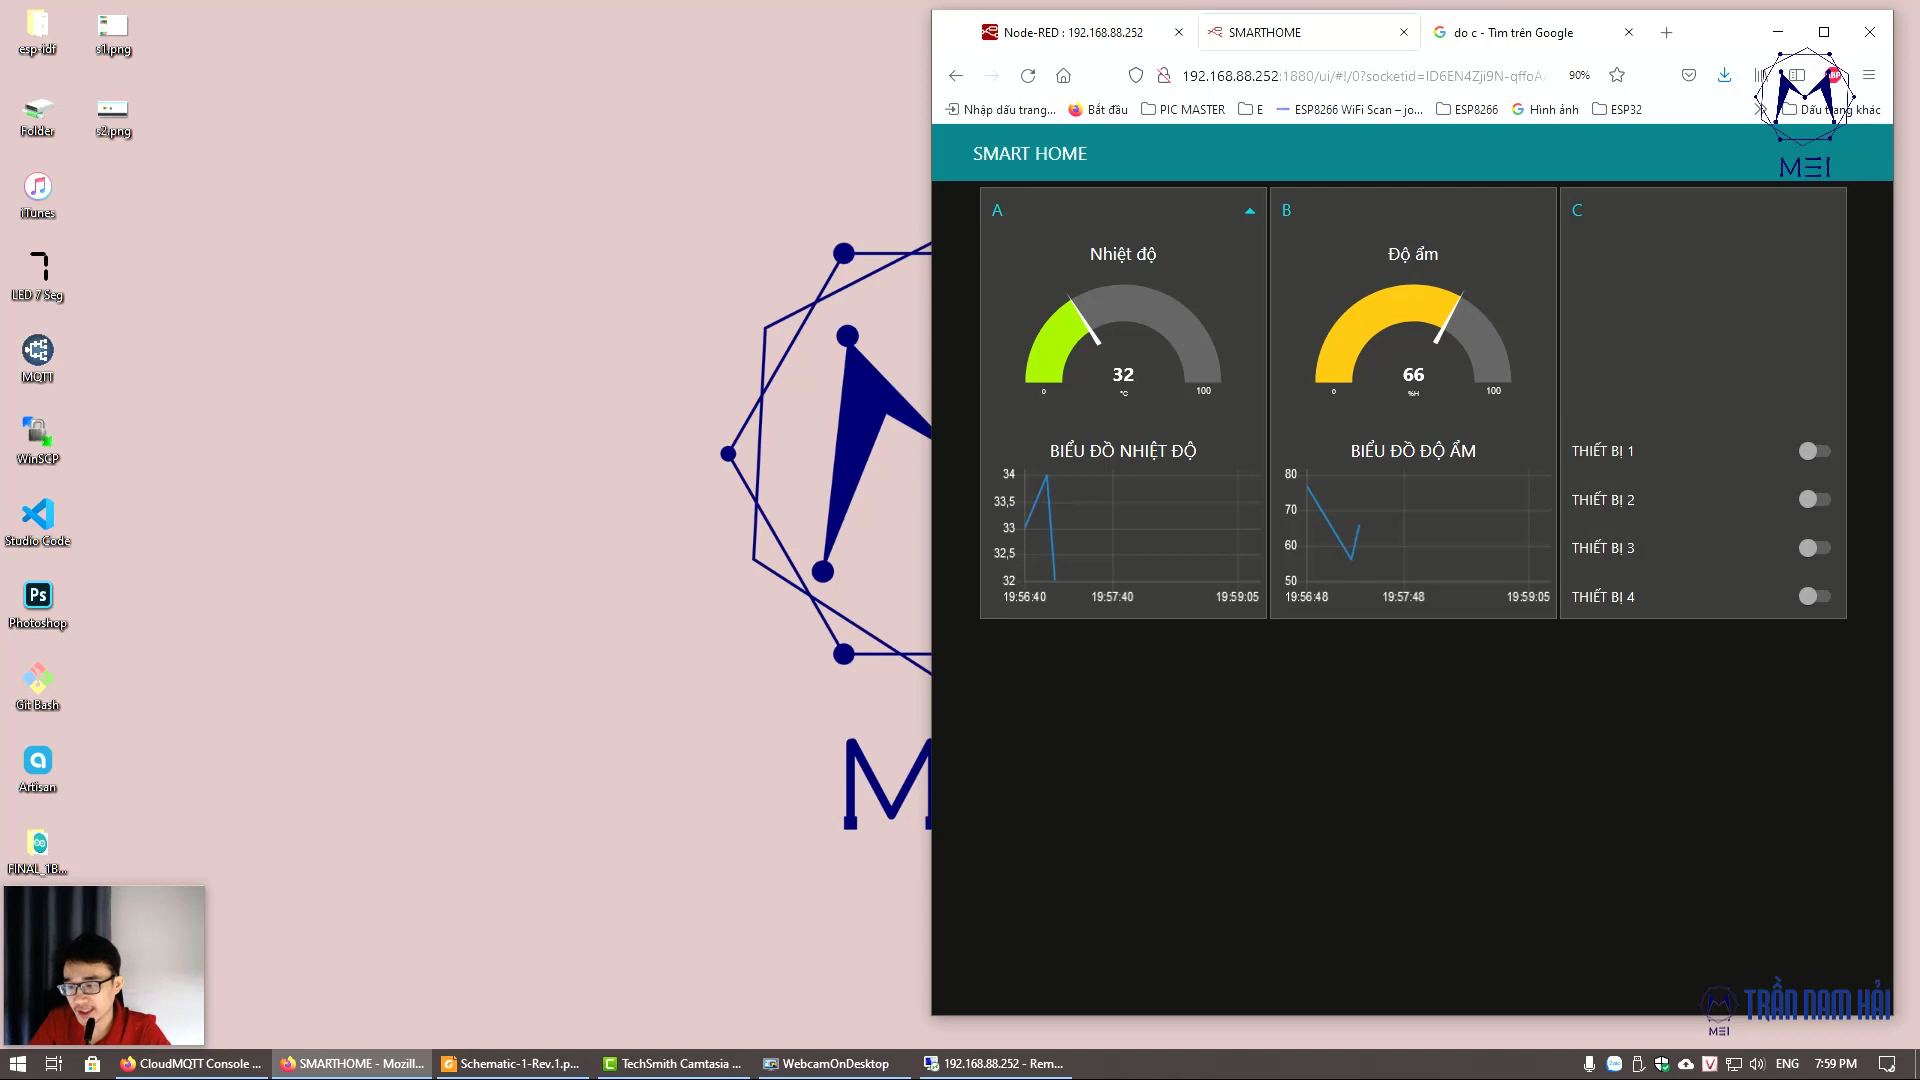 esp-idf
s1.png
Folder
s2.png
iTunes
LED 7 Seg
MQTT
WinSCP
Studio Code
Ps
Photoshop
Git Bash
Artisan
FINAL_1B...
M
Node-RED : 192.168.88.252
SMARTHOME
do c - Tìm trên Google
192.168.88.252:1880/ui/#!/0?socketid=ID6EN4Zji9N-qffoA
90%
Nhập dấu trang...
Bắt đầu
PIC MASTER
E
ESP8266 WiFi Scan – jo...
ESP8266
Hình ảnh
ESP32
Dấu trang khác
MEI
SMART HOME
A
B
C
Nhiệt độ
Độ ẩm
32
°C
0
100
66
%H
0
100
BIỂU ĐỒ NHIỆT ĐỘ
34
33,5
33
32,5
32
19:56:40
19:57:40
19:59:05
BIỂU ĐỒ ĐỘ ẨM
80
70
60
50
19:56:48
19:57:48
19:59:05
THIẾT BỊ 1
THIẾT BỊ 2
THIẾT BỊ 3
THIẾT BỊ 4
TRẦN NAM HẢI
MEI
CloudMQTT Console ...
SMARTHOME - Mozill...
Schematic-1-Rev.1.p...
TechSmith Camtasia ...
WebcamOnDesktop
192.168.88.252 - Rem...
V
ENG
7:59 PM